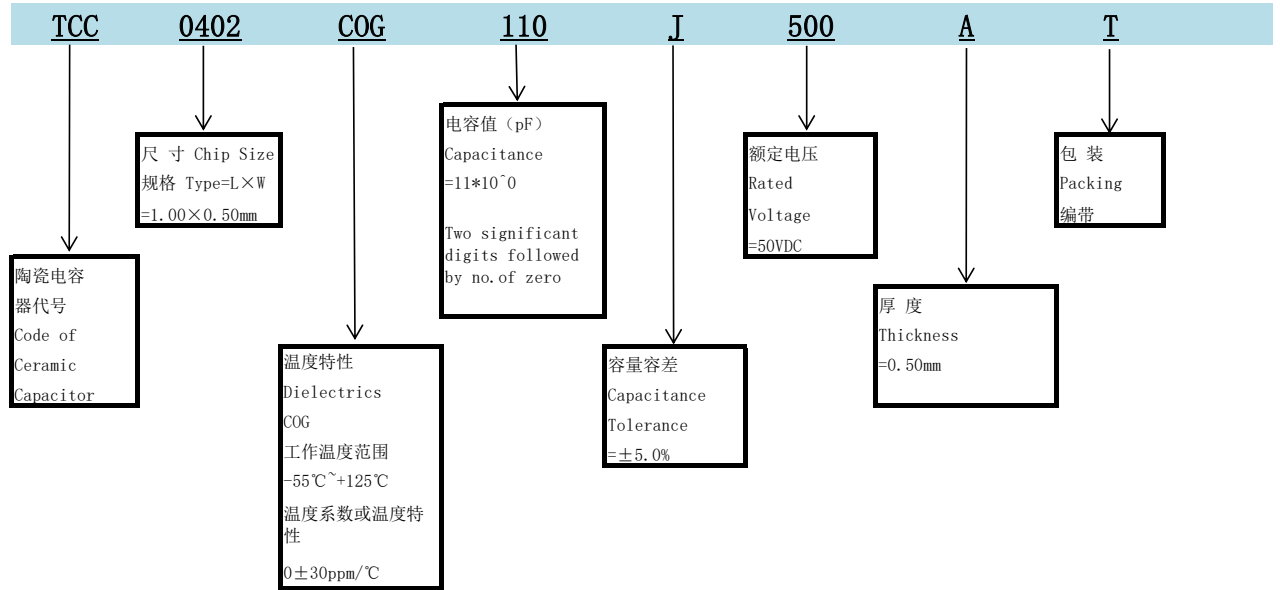 TCC 0402 COG 110 J 500 A T
陶瓷电容
器代号
Code of
Ceramic
Capacitor
尺 寸 Chip Size
规格 Type=L×W
=1.00×0.50mm
温度特性
Dielectrics
COG
工作温度范围
-55℃~+125℃
温度系数或温度特
性
0±30ppm/℃
电容值（pF）
Capacitance
=11*10^0
Two significant
digits followed
by no.of zero
容量容差
Capacitance
Tolerance
=±5.0%
额定电压
Rated
Voltage
=50VDC
厚 度
Thickness
=0.50mm
包 装
Packing
编带